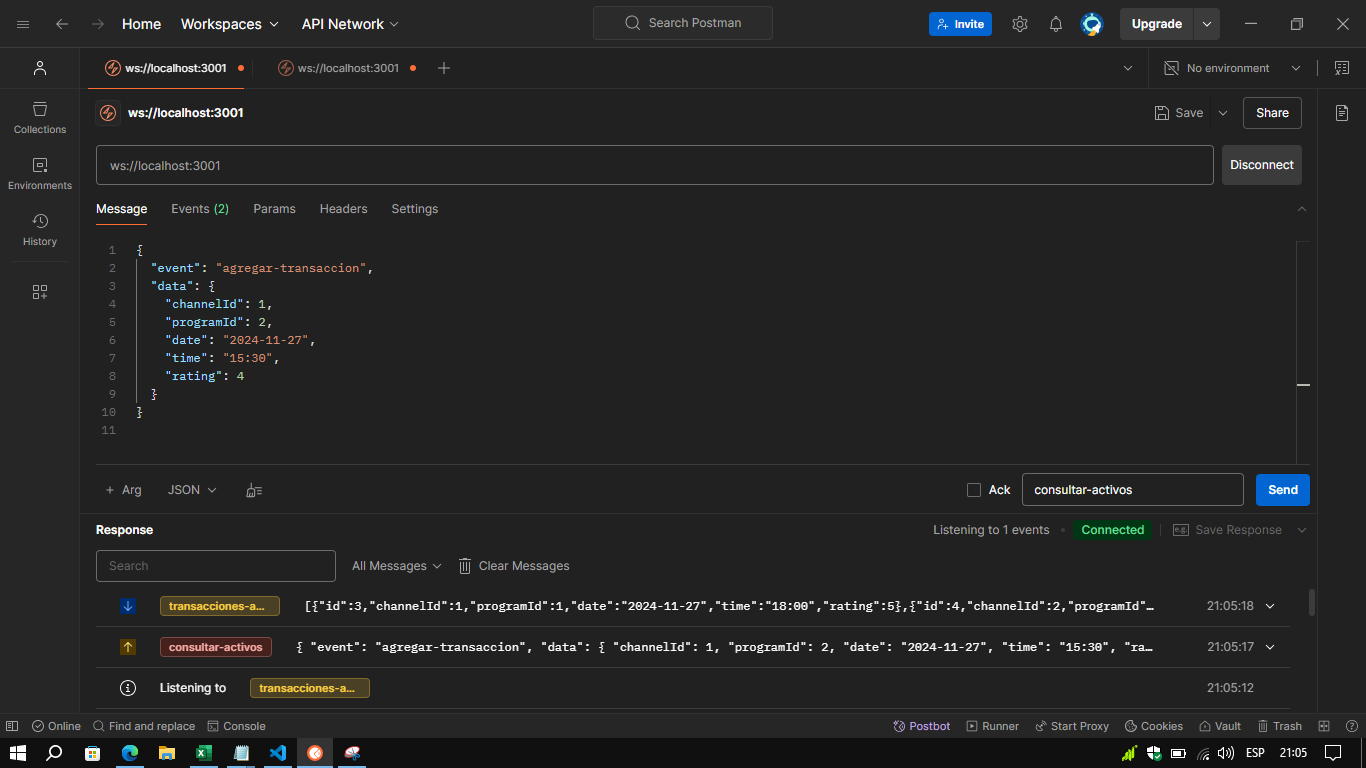 Home Workspaces API Network Search Postman Invite Upgrade
ws://localhost:3001 ws://localhost:3001 No environment
ws://localhost:3001 Save Share
Collections
Environments
History
ws://localhost:3001 Disconnect
Message Events (2) Params Headers Settings
1 {
2 "event": "agregar-transaccion",
3 "data": {
4 "channelId": 1,
5 "programId": 2,
6 "date": "2024-11-27",
7 "time": "15:30",
8 "rating": 4
9 }
10 }
11
+ Arg JSON Ack consultar-activos Send
Response Listening to 1 events Connected e.g. Save Response
Search All Messages Clear Messages
transacciones-a... [{"id":3,"channelId":1,"programId":1,"date":"2024-11-27","time":"18:00","rating":5},{"id":4,"channelId":2,"programId"... 21:05:18
consultar-activos { "event": "agregar-transaccion", "data": { "channelId": 1, "programId": 2, "date": "2024-11-27", "time": "15:30", "ra... 21:05:17
Listening to transacciones-a... 21:05:12
Online Find and replace Console Postbot Runner Start Proxy Cookies Vault Trash
ESP 21:05